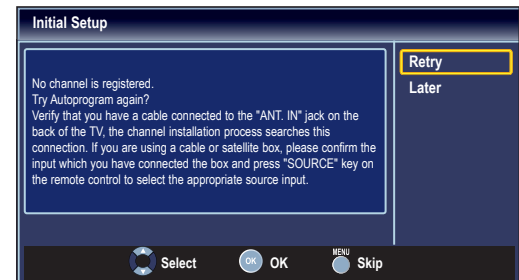 Initial Setup
No channel is registered.
Try Autoprogram again?
Verify that you have a cable connected to the "ANT. IN" jack on the
back of the TV, the channel installation process searches this
connection. If you are using a cable or satellite box, please confirm the
input which you have connected the box and press "SOURCE" key on
the remote control to select the appropriate source input.
Retry
Later
Select OK OK MENU Skip